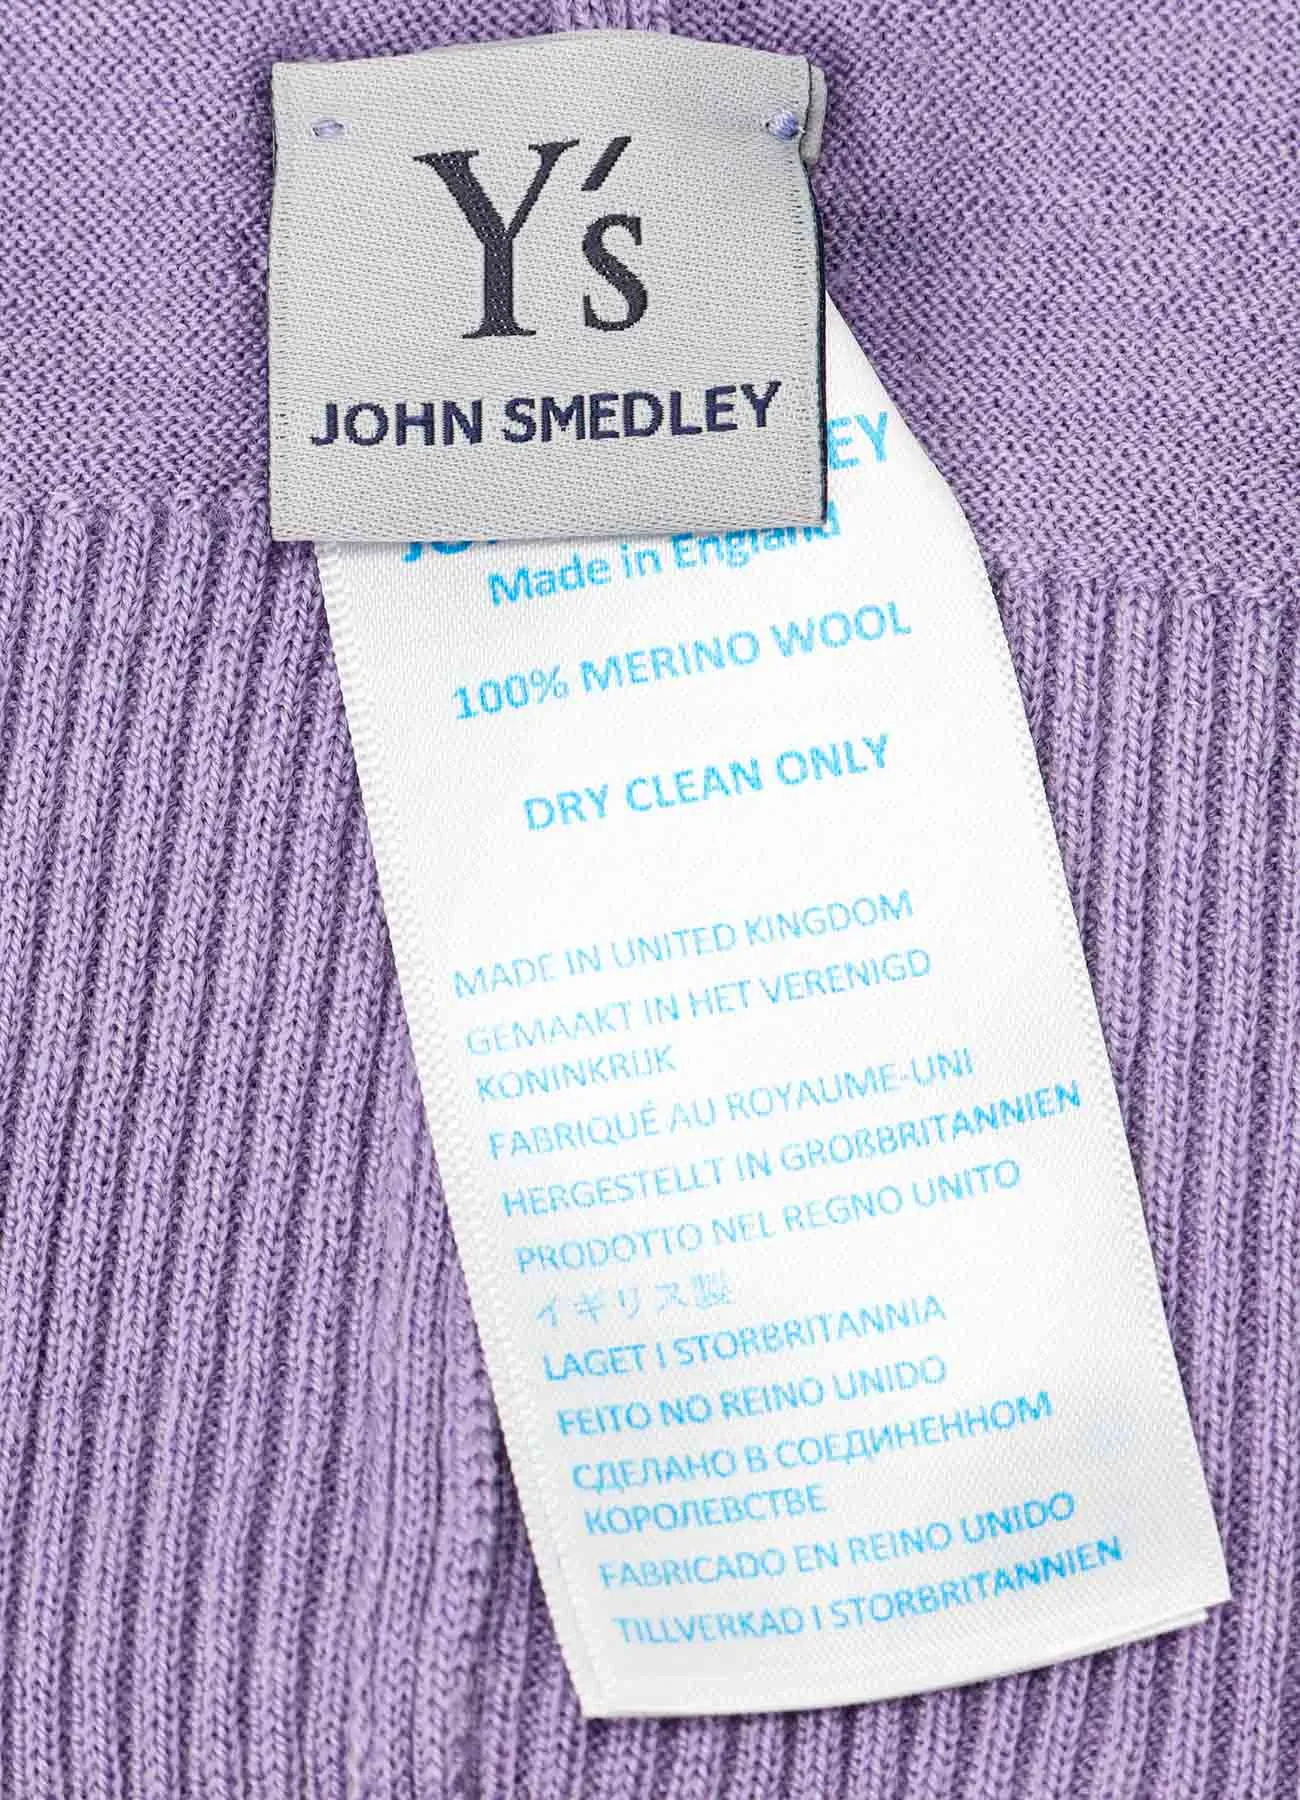 Y's
JOHN SMEDLEY
EY
Made in England
100% MERINO WOOL
DRY CLEAN ONLY
MADE IN UNITED KINGDOM
GEMAAKT IN HET VERENIGD
KONINKRIJK
FABRIQUÉ AU ROYAUME-UNI
HERGESTELLT IN GROßBRITANNIEN
PRODOTTO NEL REGNO UNITO
イギリス製
LAGET I STORBRITANNIA
FEITO NO REINO UNIDO
СДЕЛАНО В СОЕДИНЕННОМ
КОРОЛЕВСТВЕ
FABRICADO EN REINO UNIDO
TILLVERKAD I STORBRITANNIEN